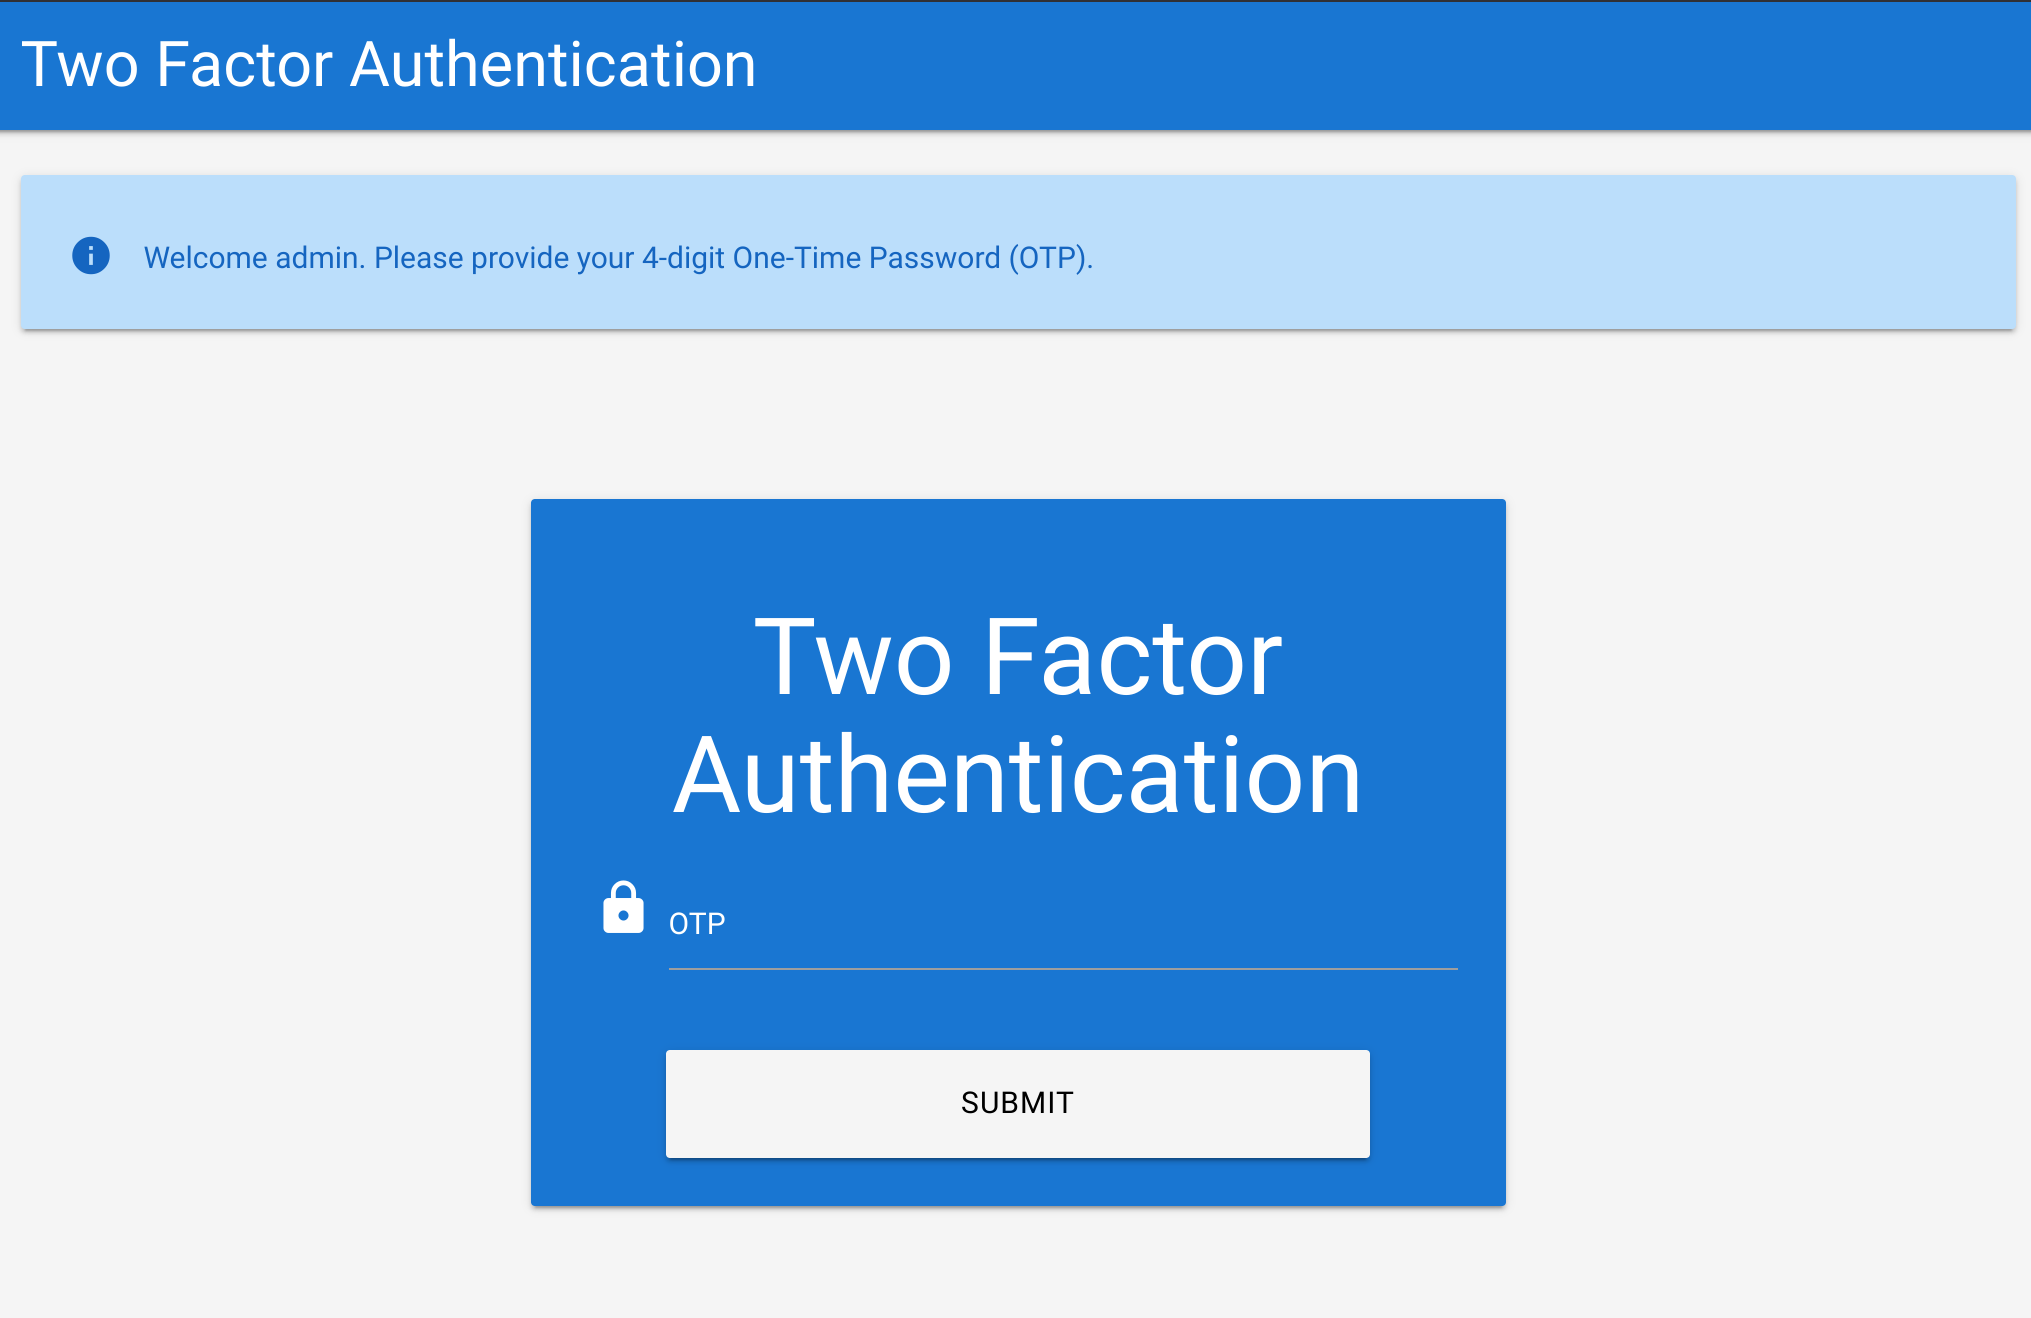 Two Factor Authentication
Welcome admin. Please provide your 4-digit One-Time Password (OTP).
Two Factor
Authentication
OTP
SUBMIT